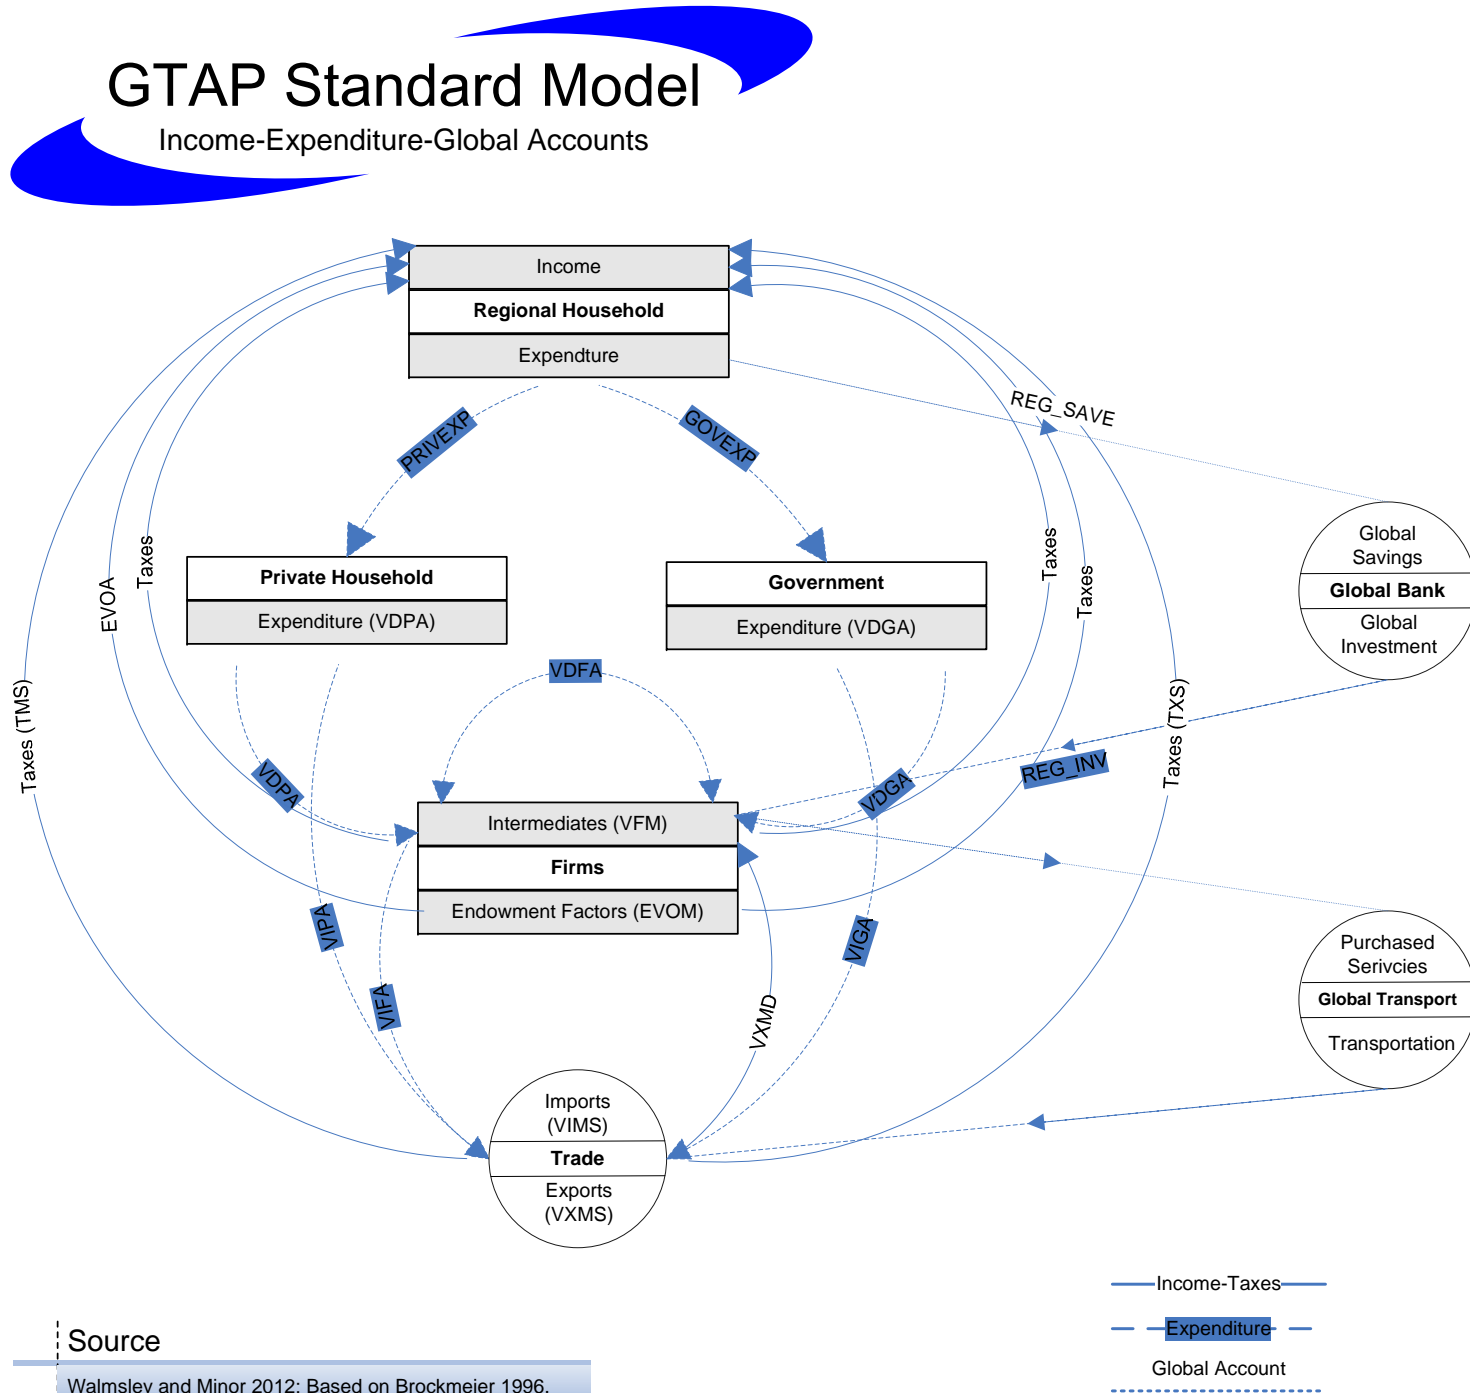 GTAP Standard Model
Income-Expenditure-Global Accounts
Income
Regional Household
Expendture
REG_SAVE
PRIVEXP
GOVEXP
Global
Savings
Global Bank
Global
Investment
Private Household
Expenditure (VDPA)
Government
Expenditure (VDGA)
Taxes
EVOA
Taxes
Taxes
Taxes (TMS)
Taxes (TXS)
VDFA
VDPA
VDGA
REG_INV
Intermediates (VFM)
Firms
Endowment Factors (EVOM)
VIPA
VIFA
VIGA
VXMD
Purchased
Serivcies
Global Transport
Transportation
Imports
(VIMS)
Trade
Exports
(VXMS)
Income-Taxes
Expenditure
Global Account
Source
Walmsley and Minor 2012; Based on Brockmeier 1996.